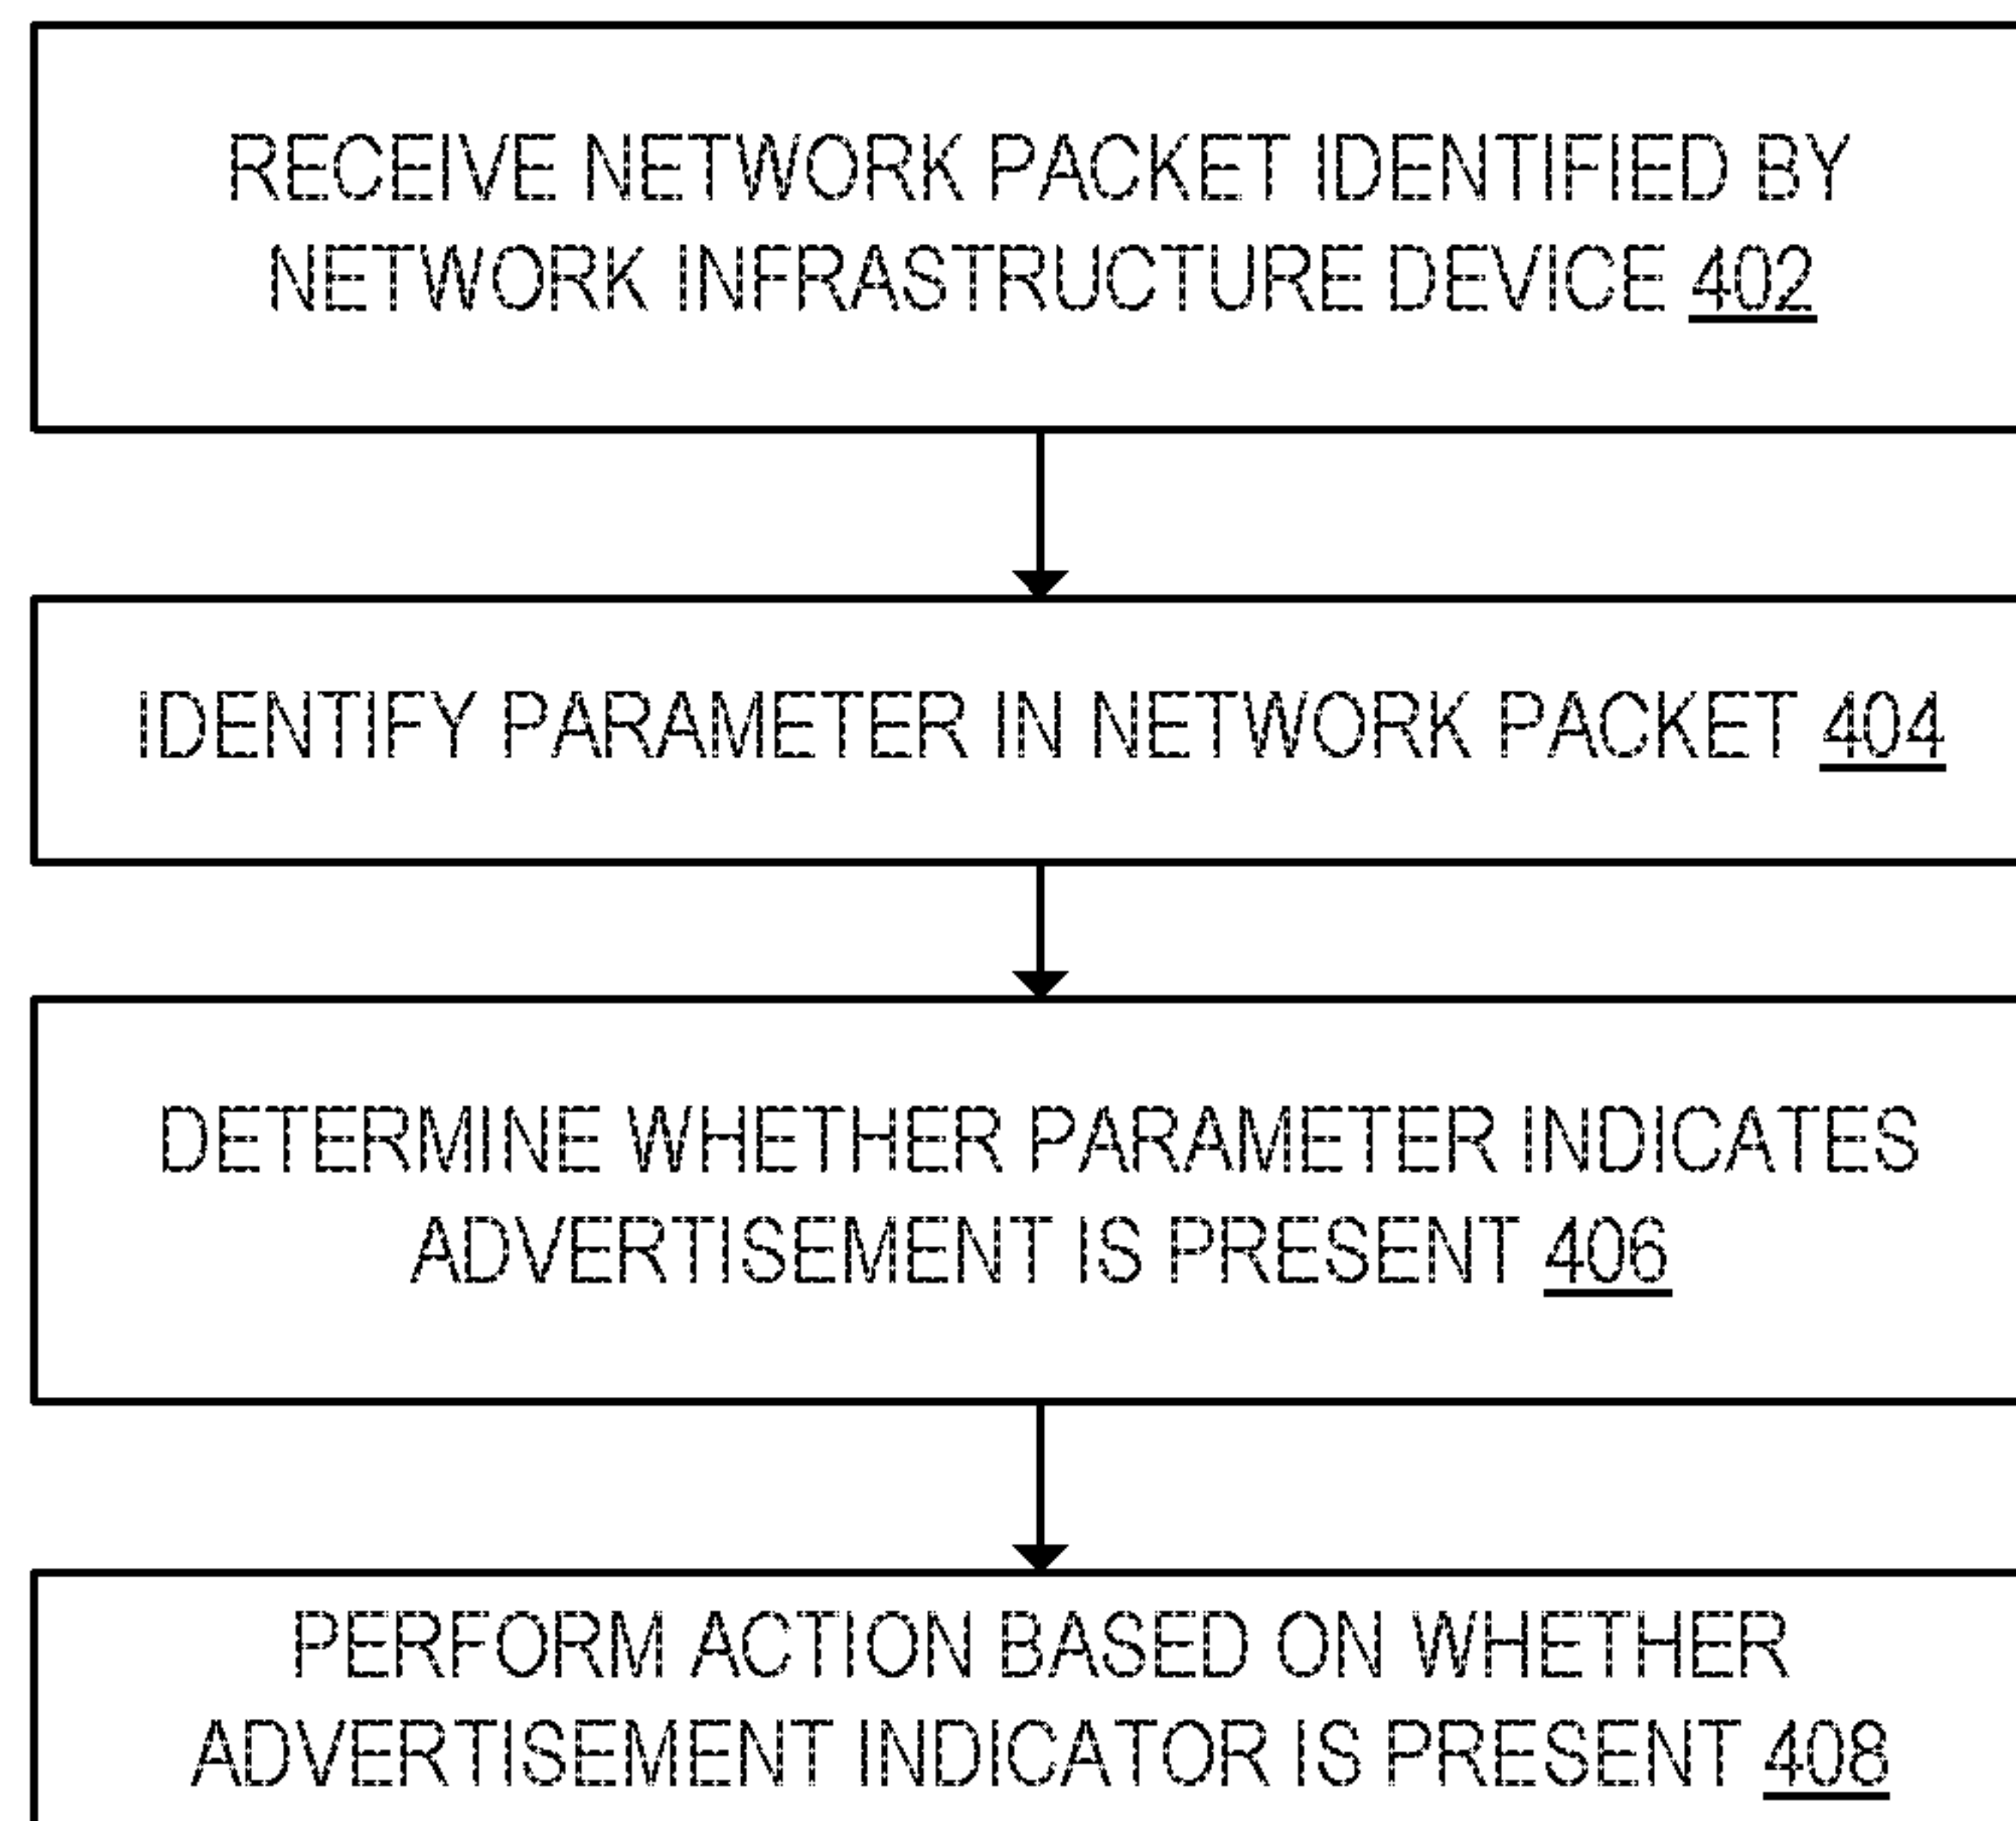 RECEIVE NETWORK PACKET IDENTIFIED BY
NETWORK INFRASTRUCTURE DEVICE 402
IDENTIFY PARAMETER IN NETWORK PACKET 404
DETERMINE WHETHER PARAMETER INDICATES
ADVERTISEMENT IS PRESENT 406
PERFORM ACTION BASED ON WHETHER
ADVERTISEMENT INDICATOR IS PRESENT 408